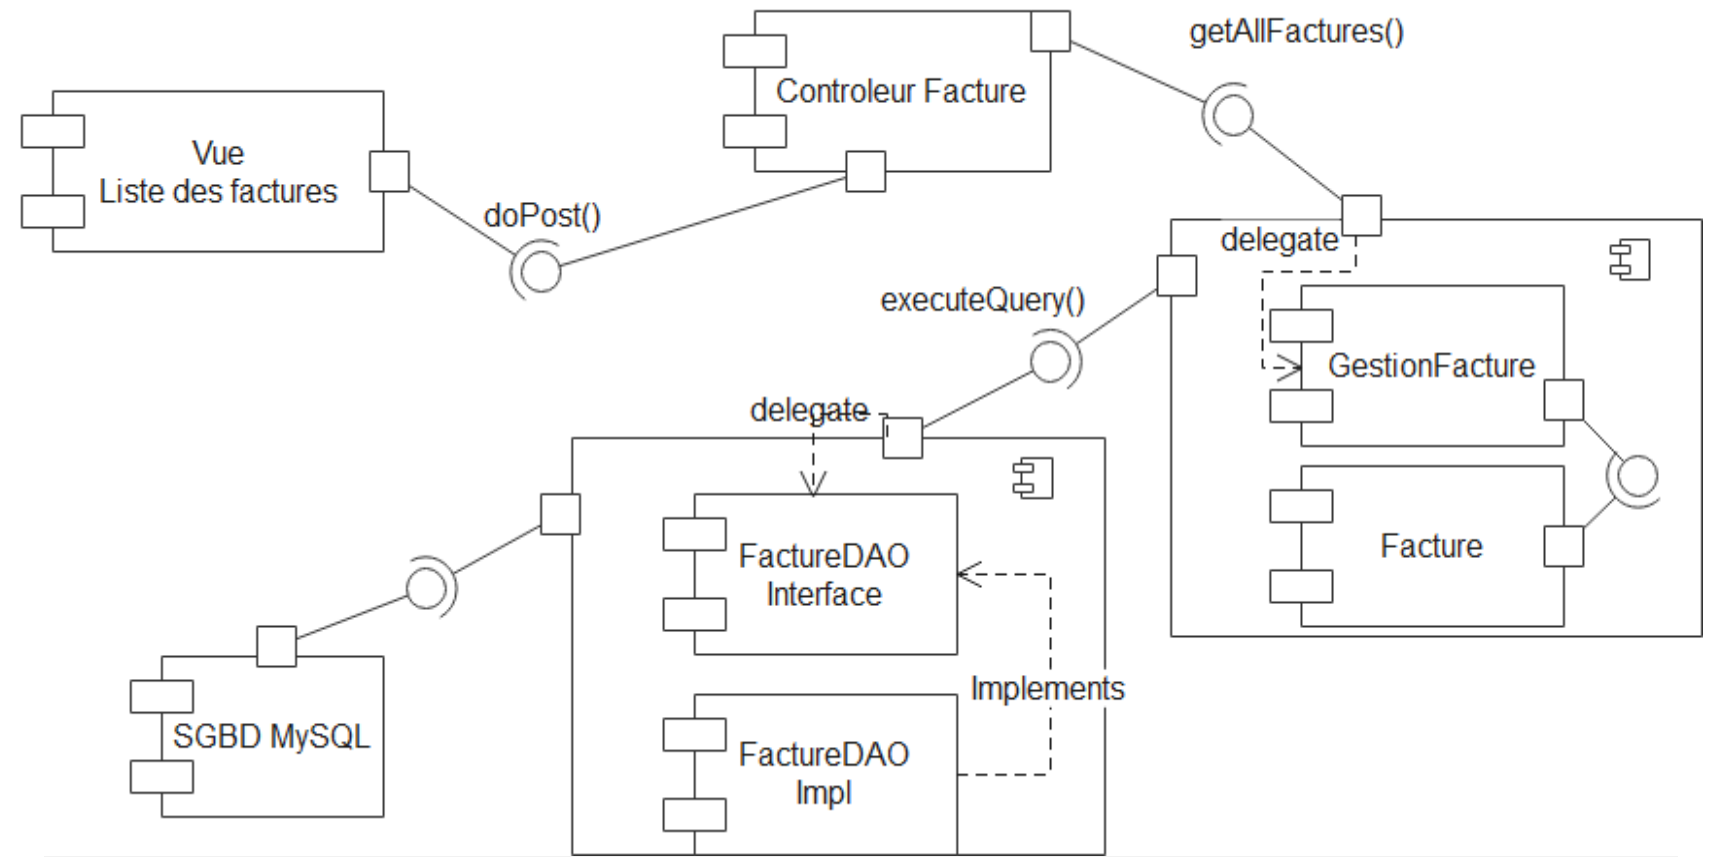 getAllFactures()
Controleur Facture
Vue
Liste des factures
doPost()
delegate
executeQuery()
GestionFacture
delegate
Facture
FactureDAO
Interface
Implements
SGBD MySQL
FactureDAO
Impl